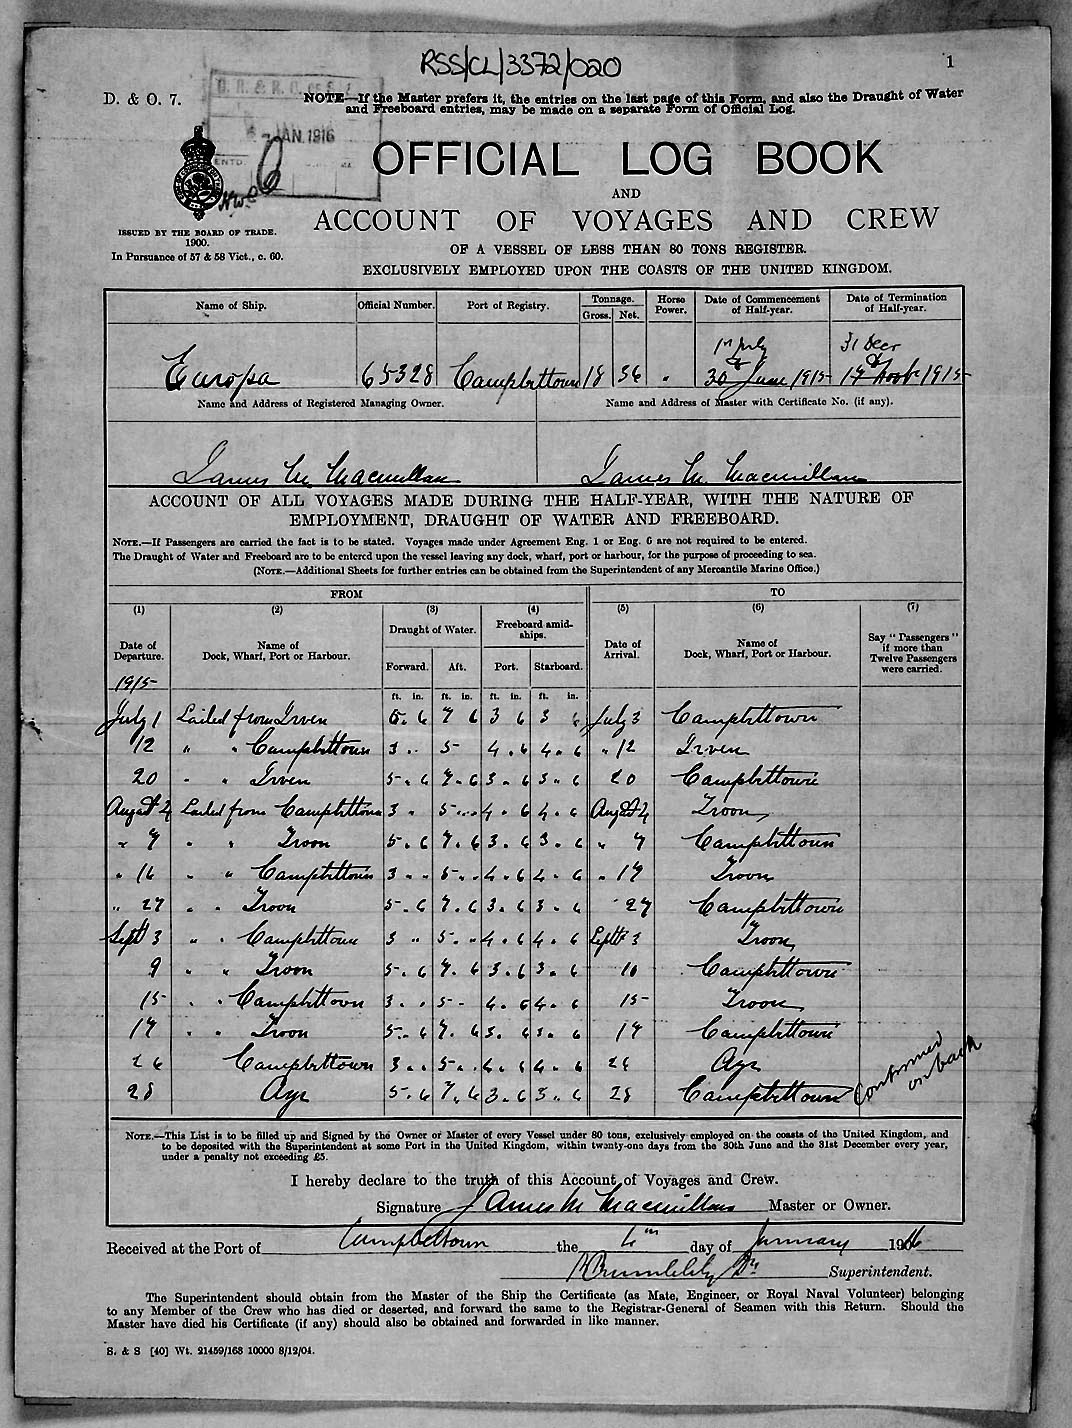 RSS/CL/3372/020
1
D. & O. 7.
NOTE—If the Master prefers it, the entries on the last page of this Form, and also the Draught of Water
and Freeboard entries, may be made on a separate Form of Official Log.
JAN. 1916
ENTD.
6
OFFICIAL LOG BOOK
AND
ACCOUNT OF VOYAGES AND CREW
OF A VESSEL OF LESS THAN 80 TONS REGISTER.
EXCLUSIVELY EMPLOYED UPON THE COASTS OF THE UNITED KINGDOM.
ISSUED BY THE BOARD OF TRADE.
1900.
In Pursuance of 57 & 58 Vict., c. 60.
Name of Ship. Official Number. Port of Registry. Tonnage. Gross. Net. Horse Power. Date of Commencement of Half-year. Date of Termination of Half-year.
1st July 31 Decr
Europa 65328 Campbeltown 18 36 " 30th June 1915 1915
Name and Address of Registered Managing Owner. Name and Address of Master with Certificate No. (if any).
James M Macmillan James M Macmillan
ACCOUNT OF ALL VOYAGES MADE DURING THE HALF-YEAR, WITH THE NATURE OF
EMPLOYMENT, DRAUGHT OF WATER AND FREEBOARD.
NOTE.—If Passengers are carried the fact is to be stated. Voyages made under Agreement Eng. 1 or Eng. 6 are not required to be entered.
The Draught of Water and Freeboard are to be entered upon the vessel leaving any dock, wharf, port or harbour, for the purpose of proceeding to sea.
(NOTE.—Additional Sheets for further entries can be obtained from the Superintendent of any Mercantile Marine Office.)
FROM TO
(1) (2) (3) (4) (5) (6) (7)
Date of Departure. Name of Dock, Wharf, Port or Harbour. Draught of Water. Forward. Aft. Freeboard amidships. Port. Starboard. Date of Arrival. Name of Dock, Wharf, Port or Harbour. Say "Passengers" if more than Twelve Passengers were carried.
1915
ft. in. ft. in. ft. in. ft. in.
July 1 Sailed from Irven 5. 6 7 6 3 6 3 6 July 3 Campbeltown
12 " " Campbeltown 3 .. 5 - 4 . 6 4 . 6 " 12 Irven
20 " " Irven 5 . 6 7 . 6 3 . 6 3 . 6 20 Campbeltown
August 4 Sailed from Campbeltown 3 " 5 ... 4 . 6 4 . 6 August 4 Troon
" 7 " " Troon 5 . 6 7 . 6 3 . 6 3 . 6 " 7 Campbeltown
" 16 " " Campbeltown 3 . . 5 . . 4 . 6 4 . 6 " 17 Troon
" 27 " " Troon 5 . 6 7 . 6 3 . 6 3 . 6 " 27 Campbeltown
Sept 3 " " Campbeltown 3 " 5 . . 4 . 6 4 . 6 Sept 3 Troon
9 " " Troon 5 . 6 7 . 6 3 . 6 3 . 6 10 Campbeltown
15 " " Campbeltown 3 . . 5 - 4 . 6 4 . 6 15 Troon
17 " " Troon 5 . 6 7 . 6 3 . 6 3 . 6 17 Campbeltown
26 Campbeltown 3 . . 5 . . 4 . 6 4 . 6 26 Ayr
28 Ayr 5 . 6 7 . 6 3 . 6 3 . 6 28 Campbeltown
Continued
on back
NOTE.—This List is to be filled up and Signed by the Owner or Master of every Vessel under 80 tons, exclusively employed on the coasts of the United Kingdom, and
to be deposited with the Superintendent at some Port in the United Kingdom, within twenty-one days from the 30th June and the 31st December every year,
under a penalty not exceeding £5.
I hereby declare to the truth of this Account of Voyages and Crew.
Signature James M Macmillan Master or Owner.
Received at the Port of Campbeltown the 6th day of January 1916
Superintendent.
The Superintendent should obtain from the Master of the Ship the Certificate (as Mate, Engineer, or Royal Naval Volunteer) belonging
to any Member of the Crew who has died or deserted, and forward the same to the Registrar-General of Seamen with this Return. Should the
Master have died his Certificate (if any) should also be obtained and forwarded in like manner.
S. & S [40] Wt. 21459/168 10000 8/12/04.